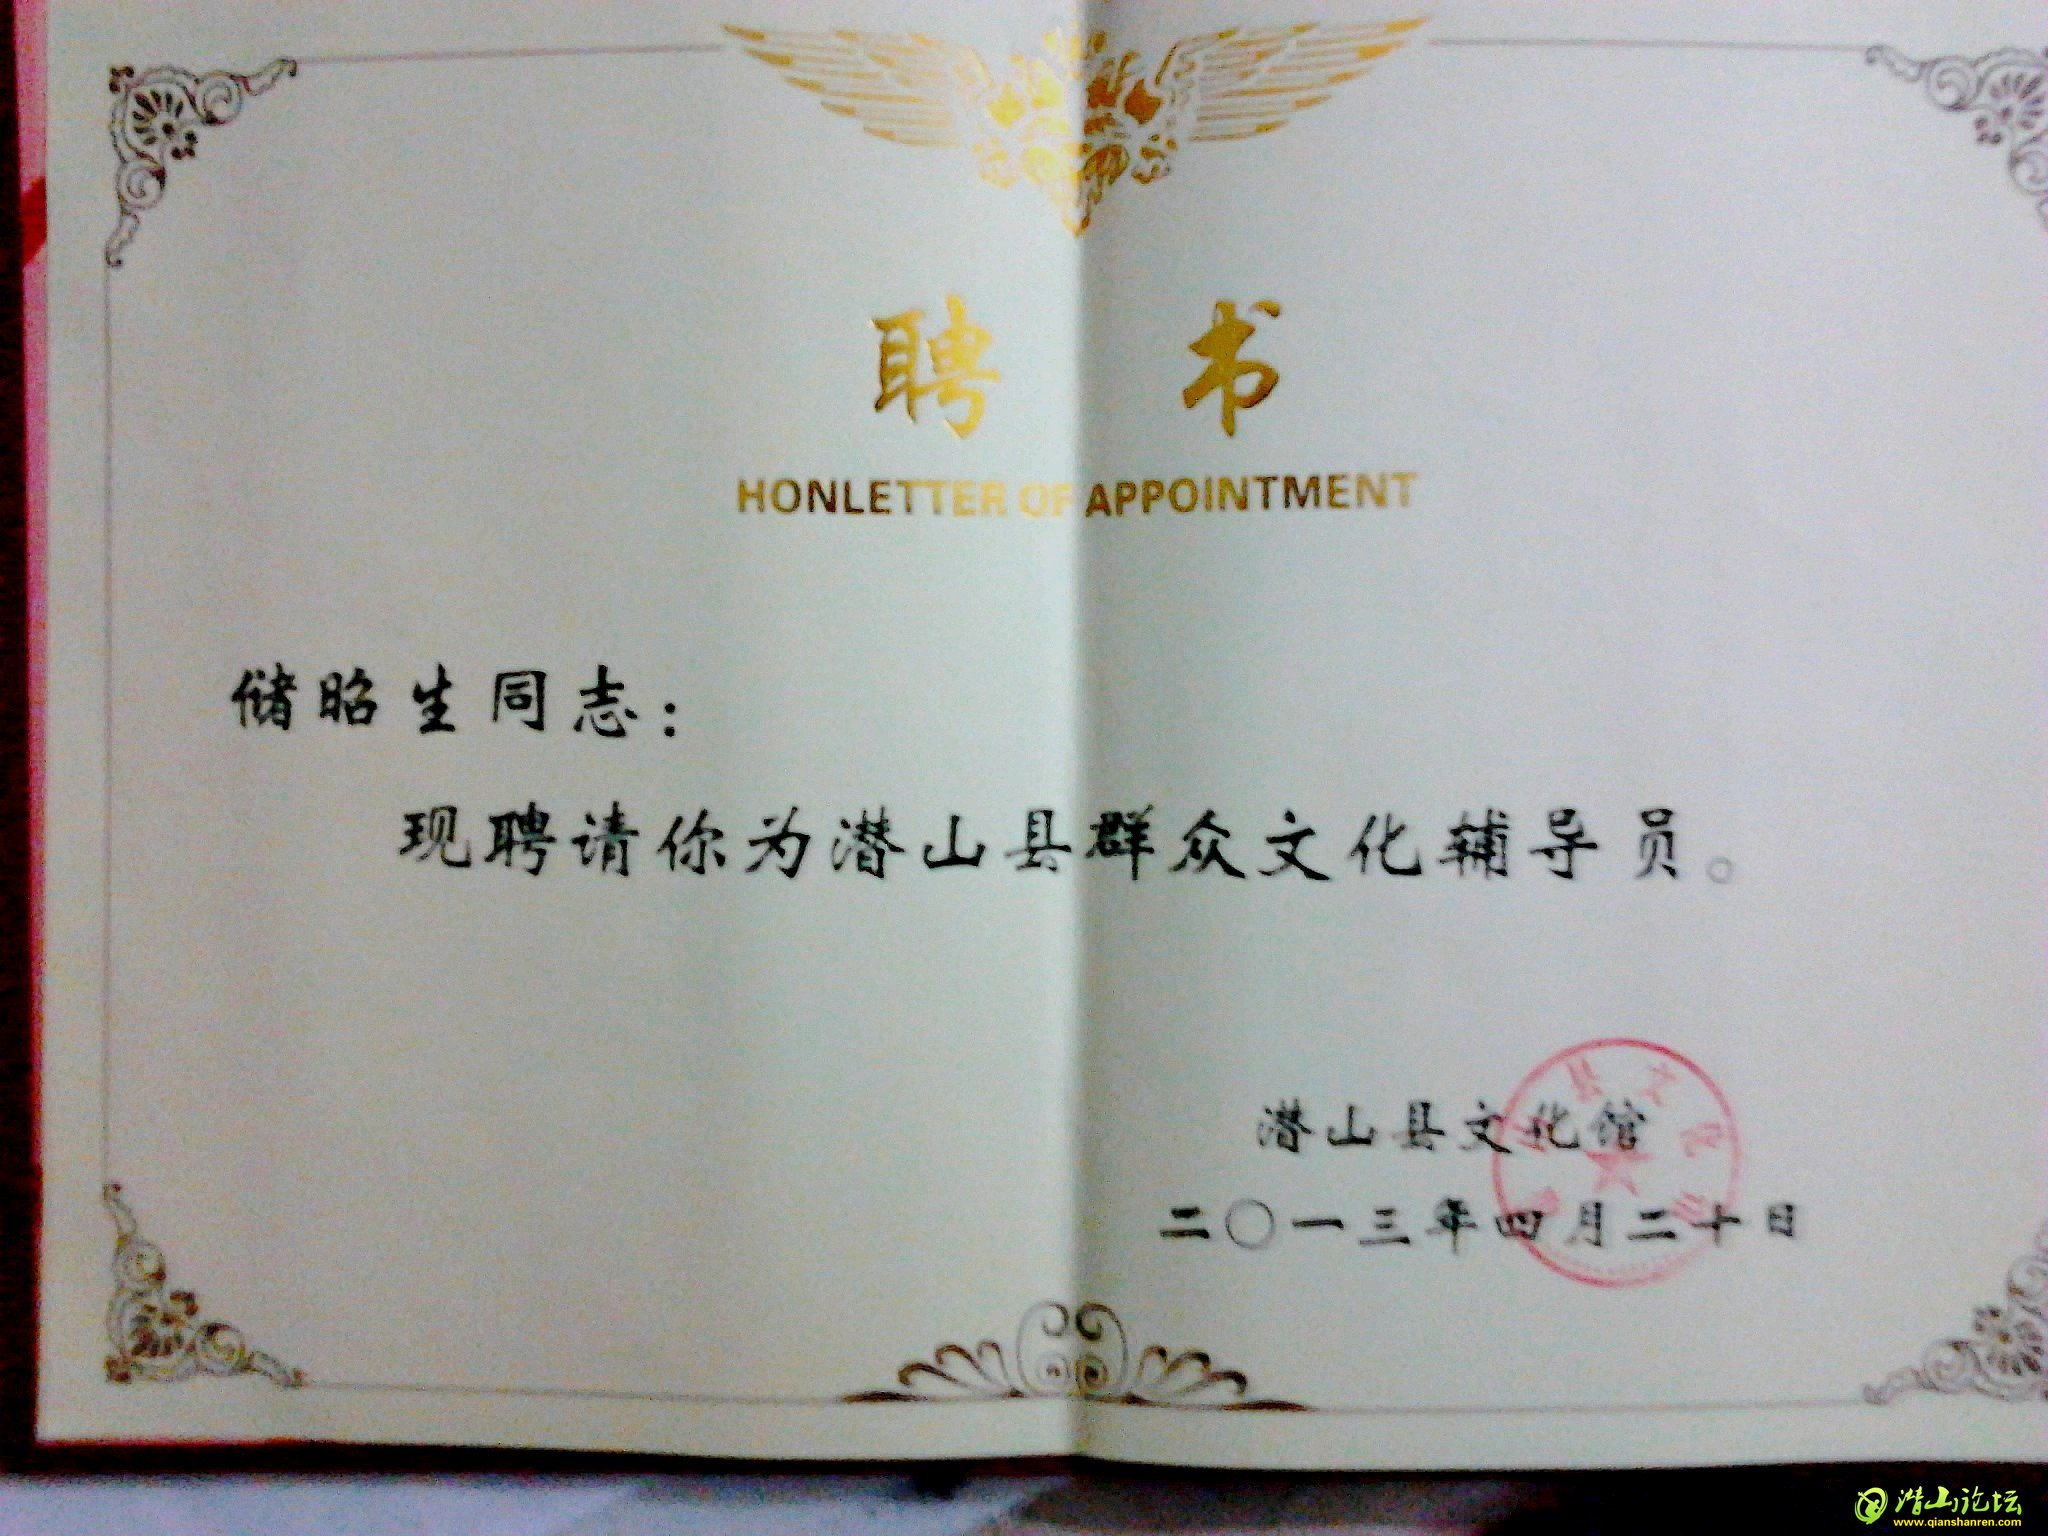 聘 书
HONLETTER OF APPOINTMENT
储昭生同志：
现聘请你为潜山县群众文化辅导员。
潜山县文化馆
二〇一三年四月二十日
潜山论坛
www.qianshanren.com